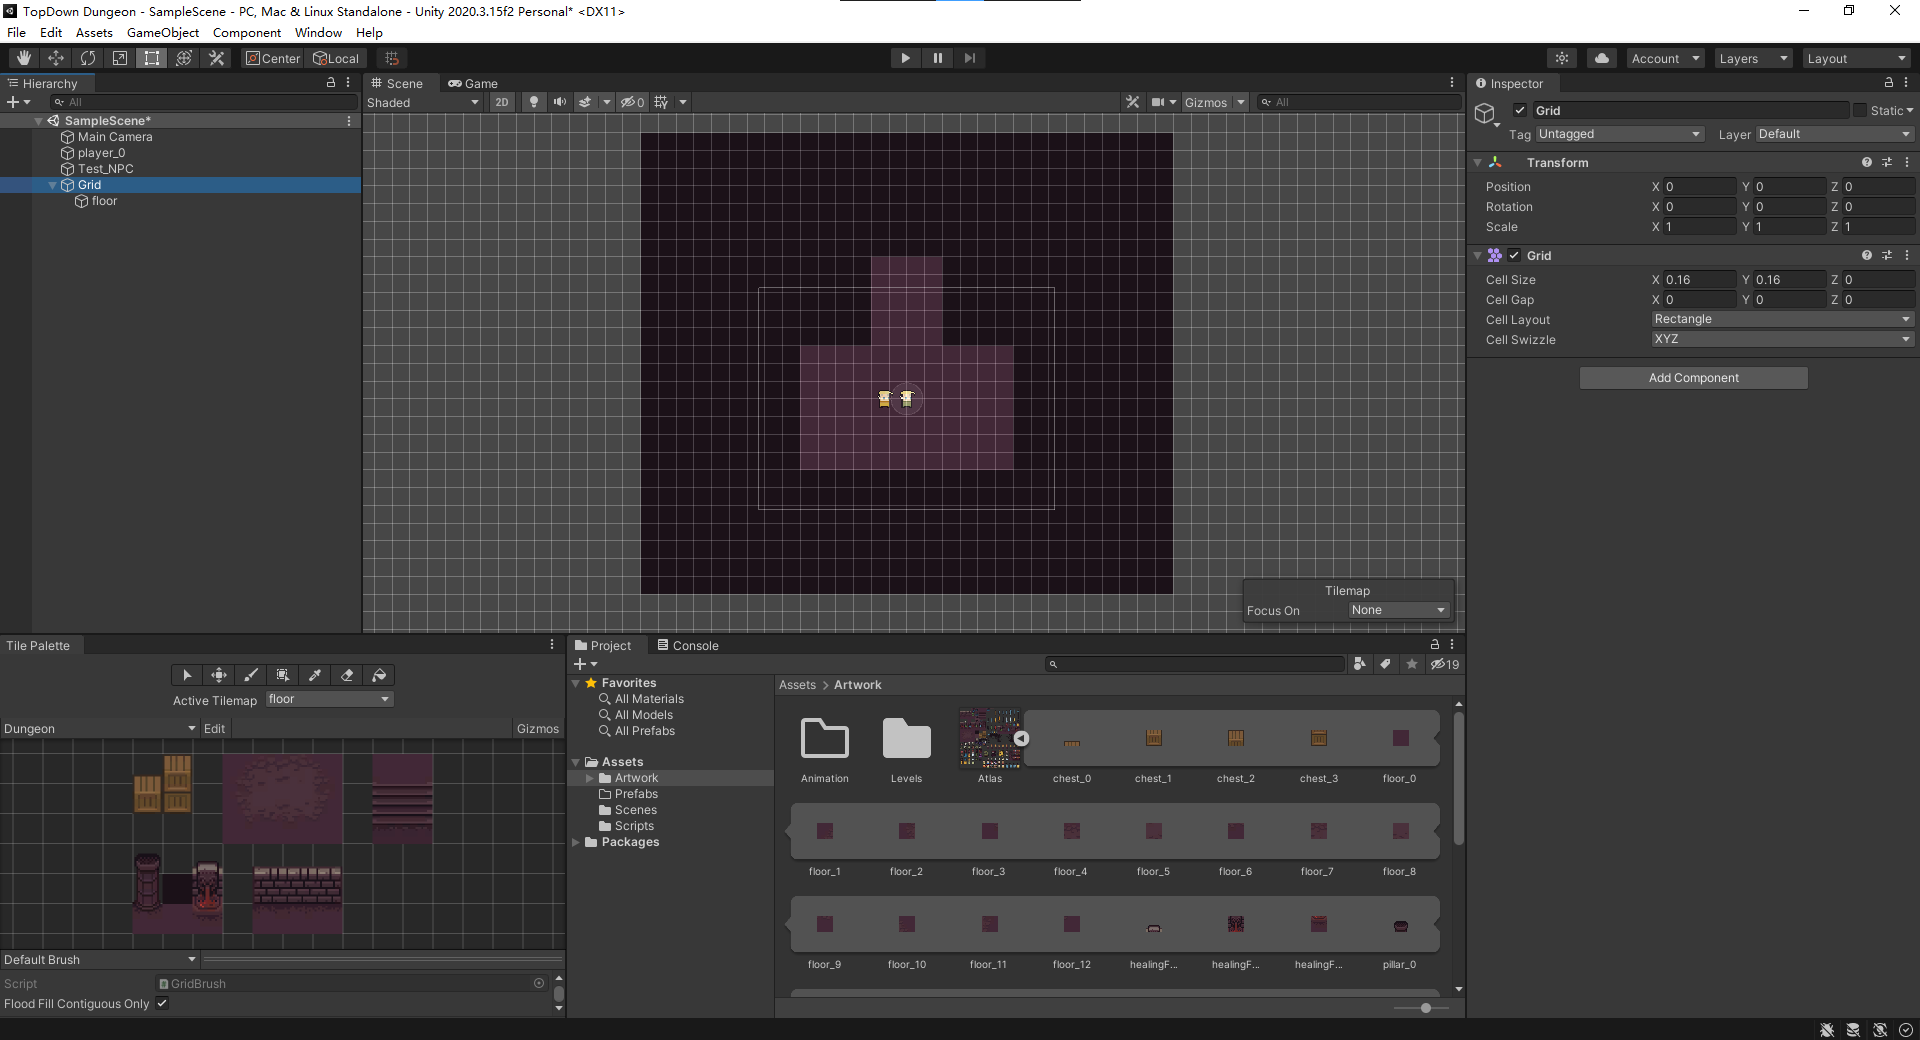 TopDown Dungeon - SampleScene - PC, Mac & Linux Standalone - Unity 2020.3.15f2 Personal* <DX11>
File Edit Assets GameObject Component Window Help
Center Local Account Layers Layout
Hierarchy
All
SampleScene*
Main Camera
player_0
Test_NPC
Grid
floor
Scene Game
Shaded 2D 0 Gizmos All
Tilemap
Focus On None
Inspector
Grid Static
Tag Untagged Layer Default
Transform
Position X 0 Y 0 Z 0
Rotation X 0 Y 0 Z 0
Scale X 1 Y 1 Z 1
Grid
Cell Size X 0.16 Y 0.16 Z 0
Cell Gap X 0 Y 0 Z 0
Cell Layout Rectangle
Cell Swizzle XYZ
Add Component
Tile Palette
Active Tilemap floor
Dungeon Edit Gizmos
Default Brush
Script GridBrush
Flood Fill Contiguous Only
Project Console
19
Favorites
All Materials
All Models
All Prefabs
Assets
Artwork
Prefabs
Scenes
Scripts
Packages
Assets > Artwork
Animation Levels Atlas chest_0 chest_1 chest_2 chest_3 floor_0
floor_1 floor_2 floor_3 floor_4 floor_5 floor_6 floor_7 floor_8
floor_9 floor_10 floor_11 floor_12 healingF... healingF... healingF... pillar_0